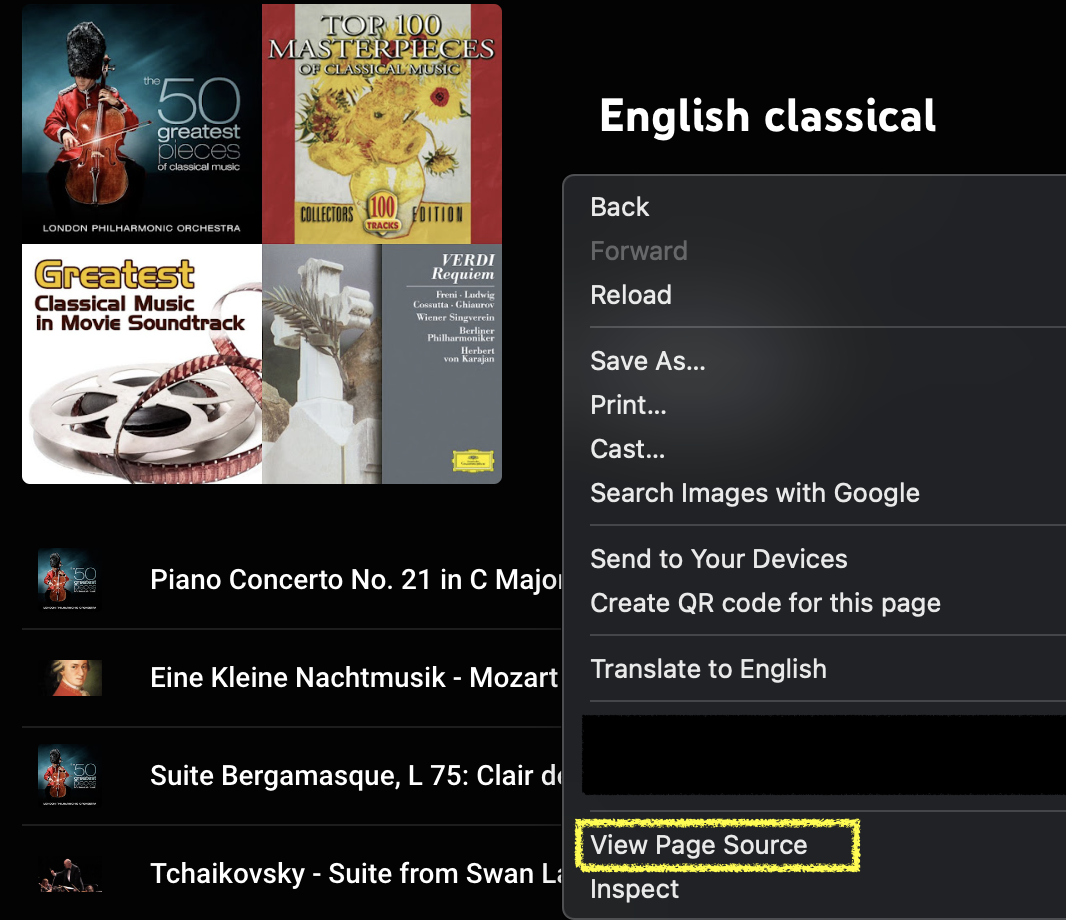 the 50
greatest
pieces
of classical music
LONDON PHILHARMONIC ORCHESTRA
TOP 100
MASTERPIECES
OF CLASSICAL MUSIC
COLLECTORS 100 EDITION
TRACKS
Greatest
Classical Music
in Movie Soundtrack
VERDI
Requiem
Freni · Ludwig
Cossutta · Ghiaurov
Wiener Singverein
Berliner
Philharmoniker
Herbert
von Karajan
English classical
Back
Forward
Reload
Save As...
Print...
Cast...
Search Images with Google
Send to Your Devices
Create QR code for this page
Translate to English
View Page Source
Inspect
Piano Concerto No. 21 in C Major
Eine Kleine Nachtmusik - Mozart
Suite Bergamasque, L 75: Clair de
Tchaikovsky - Suite from Swan La